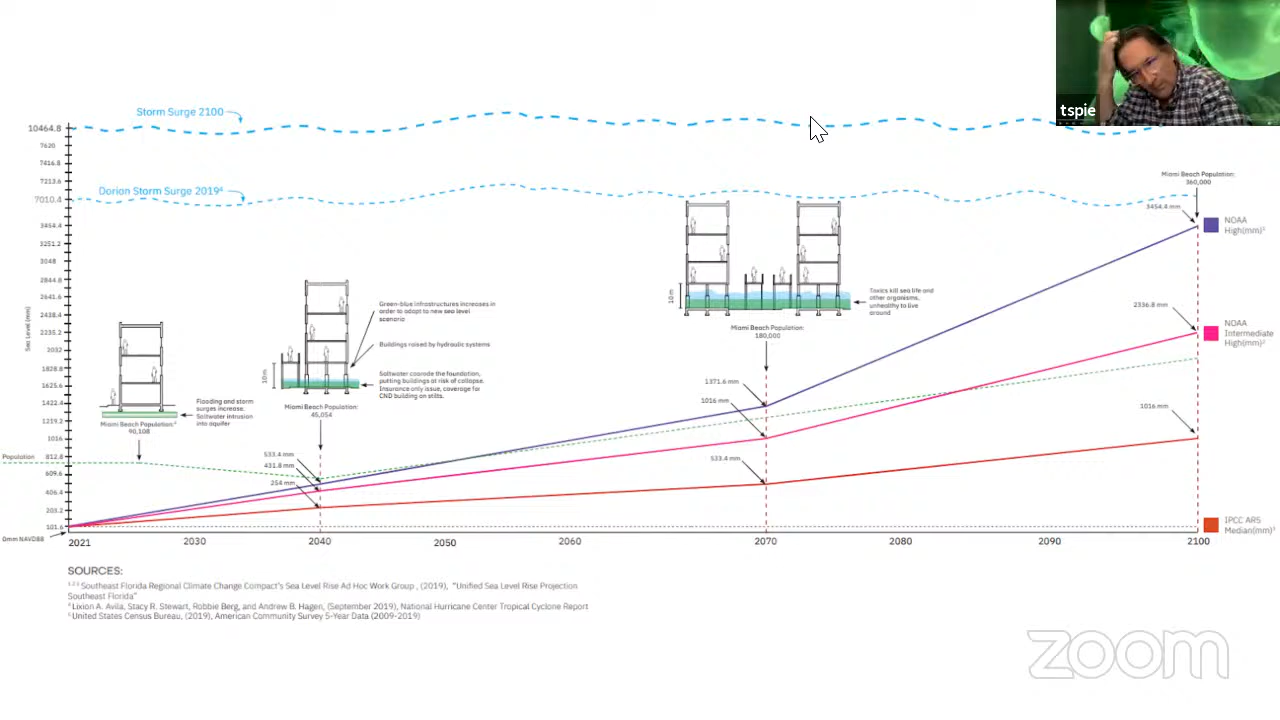 tspie
Storm Surge 2100
10464.8
7620
7416.8
7213.6
7010.4
3454.4
3251.2
3048
2844.8
2641.6
2438.4
2235.2
2032
1828.8
1625.6
1422.4
1219.2
1016
812.8
609.6
406.4
203.2
101.6
Sea Level (mm)
Dorian Storm Surge 2019⁴
Miami Beach Population:
360,000
3454.4 mm
NOAA
High(mm)¹
2336.8 mm
NOAA
Intermediate
High(mm)²
1016 mm
IPCC AR5
Median(mm)³
10 m
Toxics kill sea life and
other organisms,
unhealthy to live
around
Miami Beach Population:
180,000
1371.6 mm
1016 mm
533.4 mm
Green-blue infrastructures increases in
order to adapt to new sea level
scenario
Buildings raised by hydraulic systems
Saltwater corrode the foundation,
putting buildings at risk of collapse.
Insurance only issue, coverage for
CND building on stilts.
10 m
Miami Beach Population:
45,054
533.4 mm
431.8 mm
254 mm
Flooding and storm
surges increase.
Saltwater intrusion
into aquifer
Miami Beach Population:⁵
90,108
Population
0mm NAVD88
2021
2030
2040
2050
2060
2070
2080
2090
2100
SOURCES:
¹ ² ³ Southeast Florida Regional Climate Change Compact's Sea Level Rise Ad Hoc Work Group , (2019), "Unified Sea Level Rise Projection
Southeast Florida"
⁴ Lixion A. Avila, Stacy R. Stewart, Robbie Berg, and Andrew B. Hagen, (September 2019), National Hurricane Center Tropical Cyclone Report
⁵ United States Census Bureau, (2019), American Community Survey 5-Year Data (2009-2019)
zoom